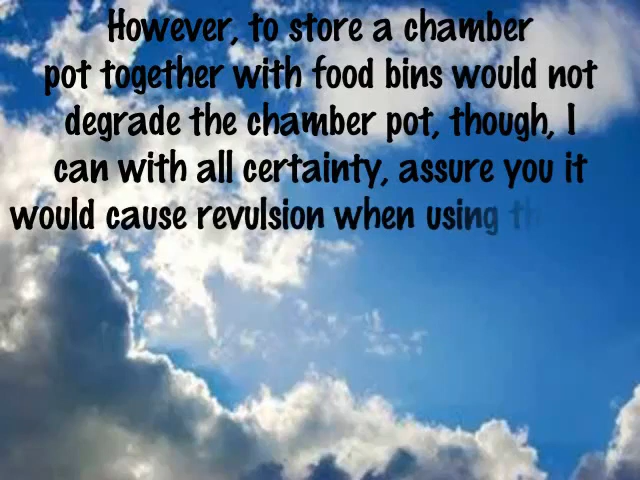 However, to store a chamber
pot together with food bins would not
degrade the chamber pot, though, I
can with all certainty, assure you it
would cause revulsion when using